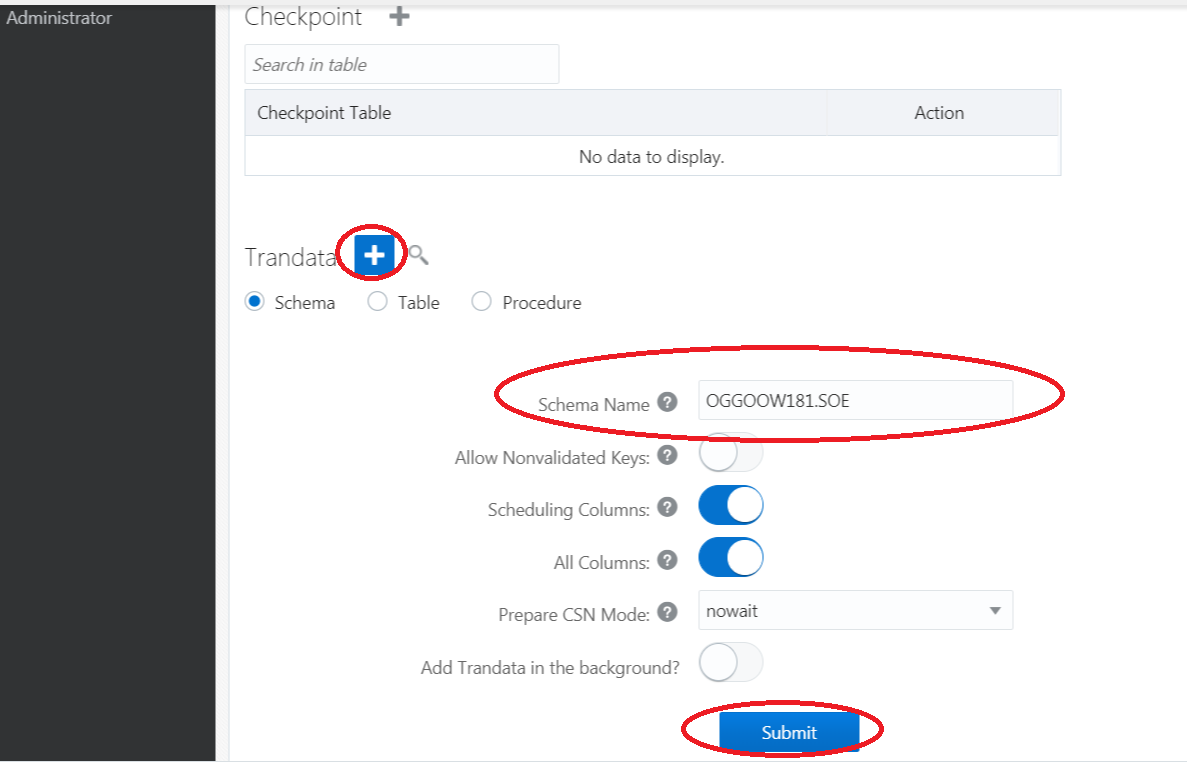 Administrator
Checkpoint +
Search in table
Checkpoint Table Action
No data to display.
Trandata +
Schema Table Procedure
Schema Name ? OGGOOW181.SOE
Allow Nonvalidated Keys: ?
Scheduling Columns: ?
All Columns: ?
Prepare CSN Mode: ? nowait
Add Trandata in the background?
Submit